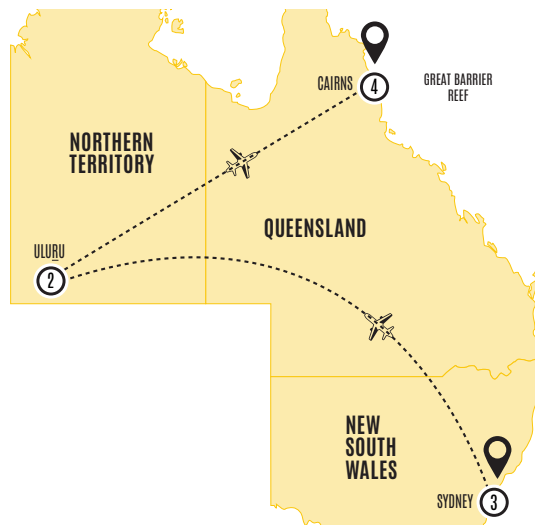 CAIRNS
4
GREAT BARRIER
REEF
NORTHERN
TERRITORY
QUEENSLAND
ULURU
2
NEW
SOUTH
WALES
SYDNEY
3